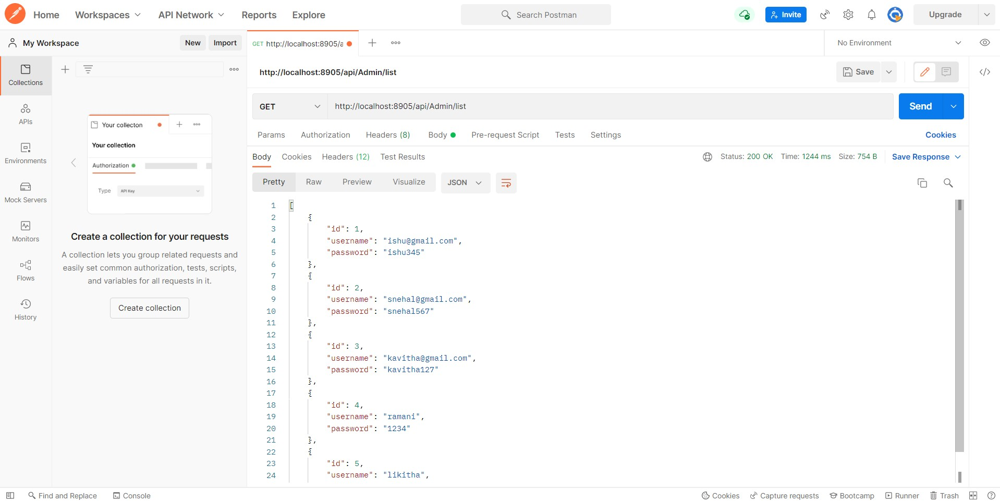 Home Workspaces API Network Reports Explore Search Postman Invite Upgrade
My Workspace New Import GET http://localhost:8905/a No Environment
http://localhost:8905/api/Admin/list Save
GET http://localhost:8905/api/Admin/list Send
Params Authorization Headers (8) Body Pre-request Script Tests Settings Cookies
Body Cookies Headers (12) Test Results Status: 200 OK Time: 1244 ms Size: 754 B Save Response
Pretty Raw Preview Visualize JSON
Collections
APIs
Environments
Mock Servers
Monitors
Flows
History
Your collecton
Your collection
Authorization
Type API Key
Create a collection for your requests
A collection lets you group related requests and
easily set common authorization, tests, scripts,
and variables for all requests in it.
Create collection
1 [
2 {
3 "id": 1,
4 "username": "ishu@gmail.com",
5 "password": "ishu345"
6 },
7 {
8 "id": 2,
9 "username": "snehal@gmail.com",
10 "password": "snehal567"
11 },
12 {
13 "id": 3,
14 "username": "kavitha@gmail.com",
15 "password": "kavitha127"
16 },
17 {
18 "id": 4,
19 "username": "ramani",
20 "password": "1234"
21 },
22 {
23 "id": 5,
24 "username": "likitha",
Find and Replace Console Cookies Capture requests Bootcamp Runner Trash